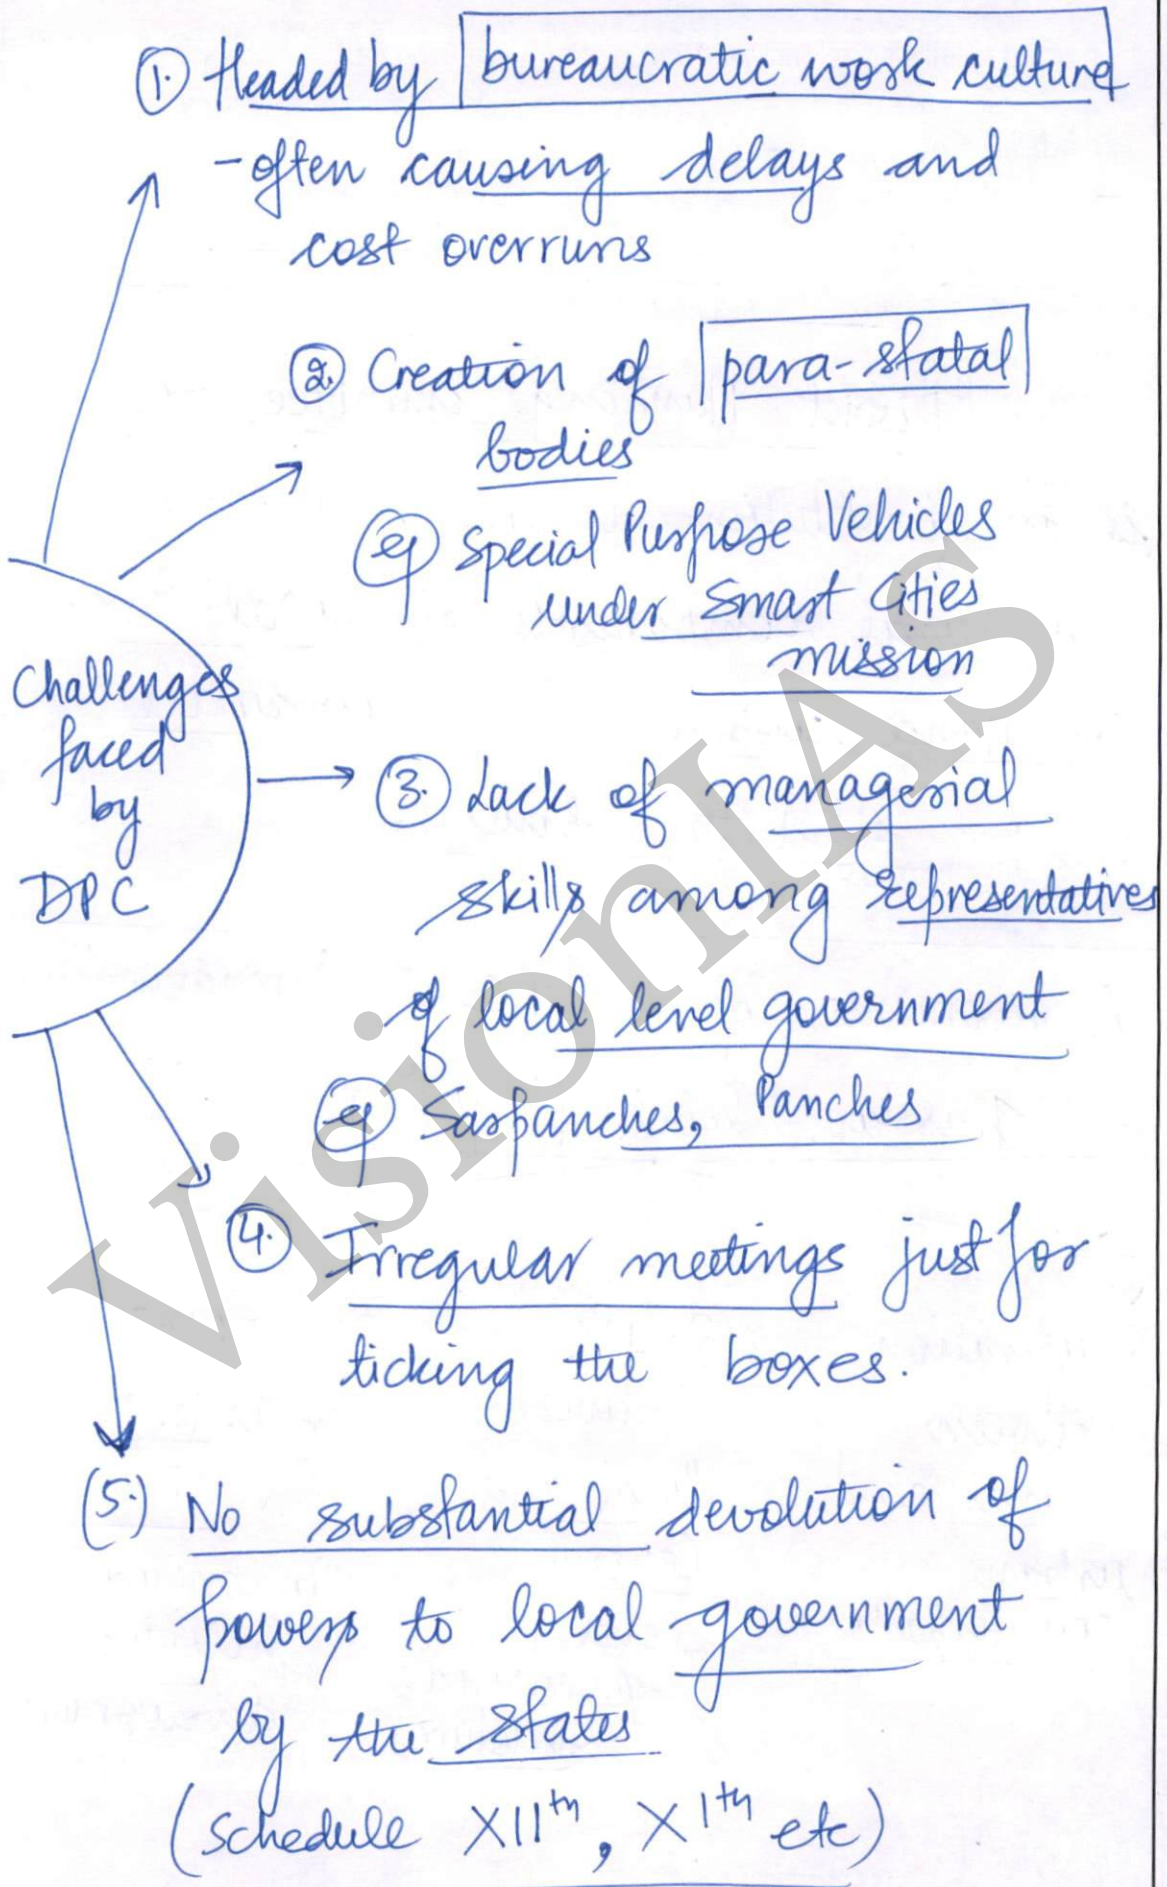 1. Headed by bureaucratic work culture
- often causing delays and
cost overruns
2. Creation of para-statal
bodies
eg Special Purpose Vehicles
under Smart Cities
mission
Challenges
faced
by
DPC
3. Lack of managerial
skills among representatives
of local level government
eg Sarpanches, Panches
4. Irregular meetings just for
ticking the boxes.
(5.) No substantial devolution of
powers to local government
by the states
(Schedule XIIth, XIth etc)
VisionIAS